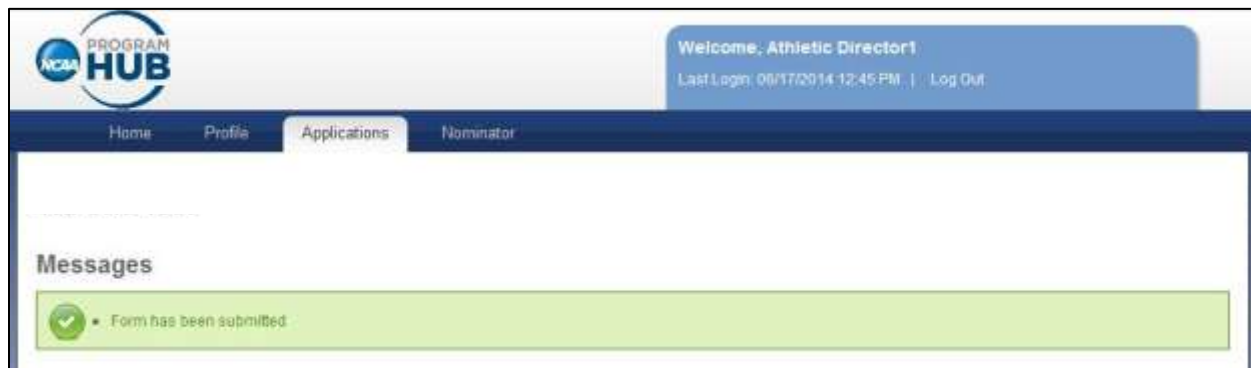 NCAA PROGRAM HUB
Welcome, Athletic Director1
Last Login: 06/17/2014 12:45 PM | Log Out
Home Profile Applications Nominator
Messages
• Form has been submitted